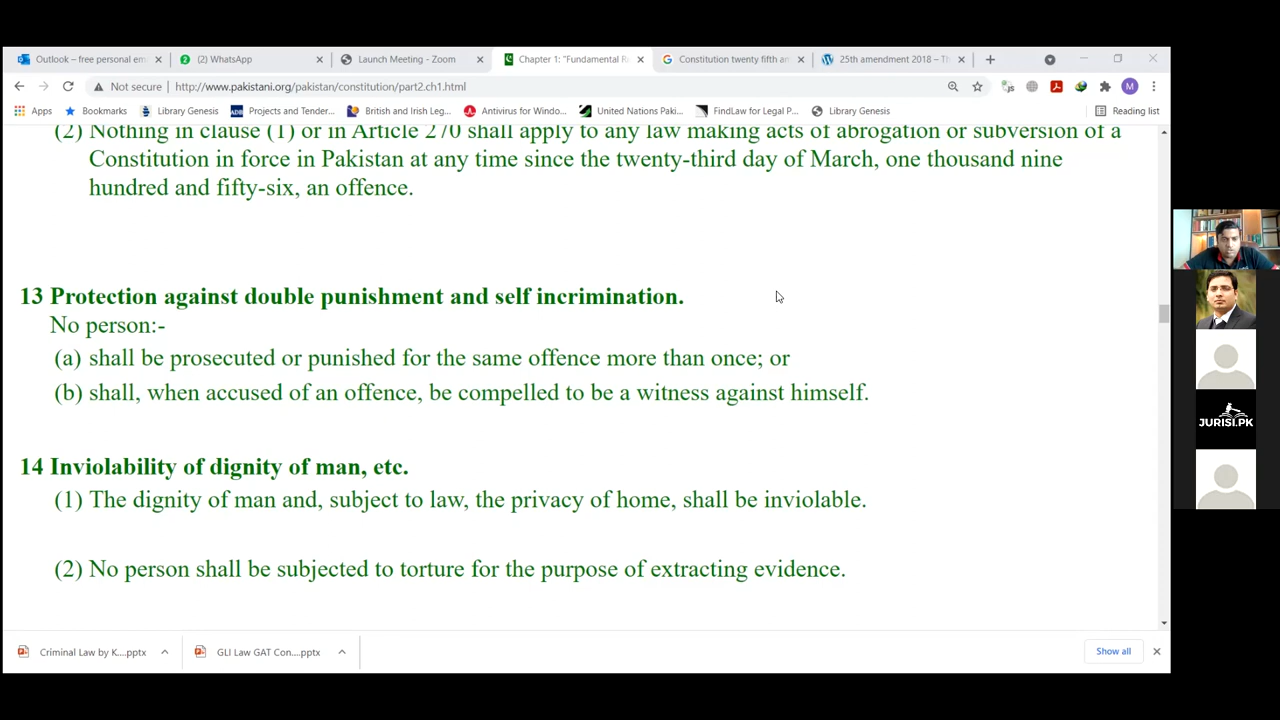 Outlook – free personal em
(2) WhatsApp
Launch Meeting - Zoom
Chapter 1: "Fundamental R
Constitution twenty fifth an
25th amendment 2018 – Th
Not secure
http://www.pakistani.org/pakistan/constitution/part2.ch1.html
M
Apps
Bookmarks
Library Genesis
ADB
Projects and Tender...
British and Irish Leg...
Antivirus for Windo...
United Nations Paki...
FindLaw for Legal P...
Library Genesis
Reading list
(2) Nothing in clause (1) or in Article 270 shall apply to any law making acts of abrogation or subversion of a
Constitution in force in Pakistan at any time since the twenty-third day of March, one thousand nine
hundred and fifty-six, an offence.
13 Protection against double punishment and self incrimination.
No person:-
(a) shall be prosecuted or punished for the same offence more than once; or
(b) shall, when accused of an offence, be compelled to be a witness against himself.
JURISI.PK
14 Inviolability of dignity of man, etc.
(1) The dignity of man and, subject to law, the privacy of home, shall be inviolable.
(2) No person shall be subjected to torture for the purpose of extracting evidence.
Criminal Law by K....pptx
GLI Law GAT Con....pptx
Show all